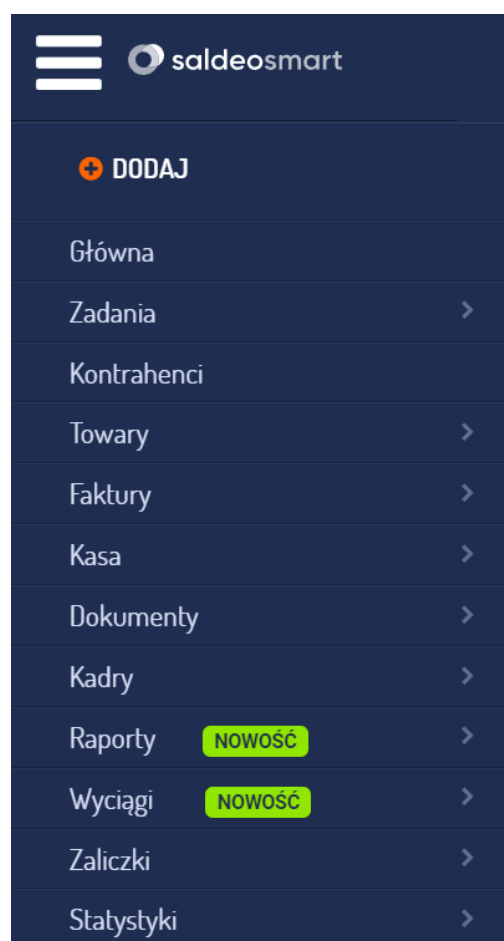 saldeosmart
DODAJ
Główna
Zadania
Kontrahenci
Towary
Faktury
Kasa
Dokumenty
Kadry
Raporty NOWOŚĆ
Wyciągi NOWOŚĆ
Zaliczki
Statystyki